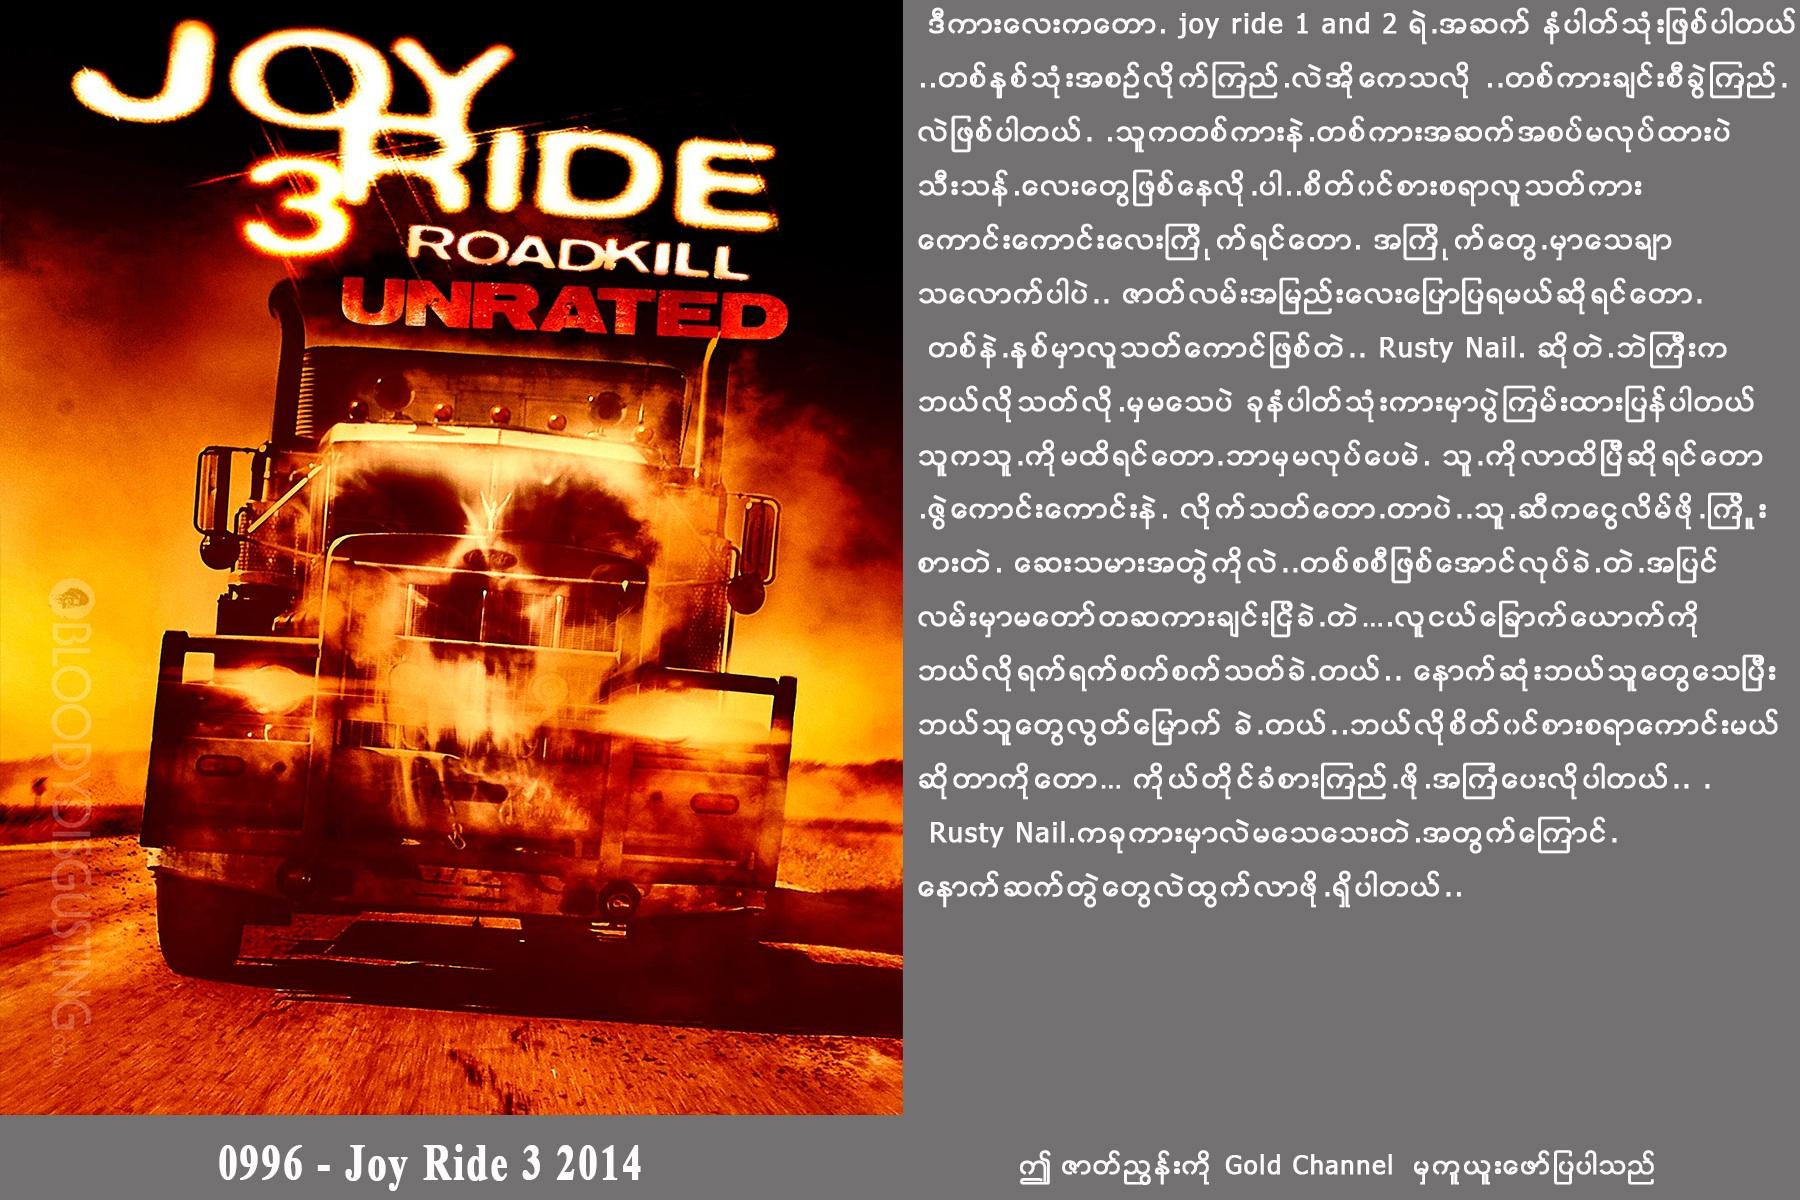 JOY
RIDE
3
ROADKILL
UNRATED
BLOODYDISGUSTING.COM
0996 - Joy Ride 3 2014
ဒီကားလေးကတော. joy ride 1 and 2 ရဲ.အဆက် နံပါတ်သုံးဖြစ်ပါတယ်
..တစ်နှစ်သုံးအစဉ်လိုက်ကြည်.လဲအိုကေသလို ..တစ်ကားချင်းစီခွဲကြည်.
လဲဖြစ်ပါတယ်. .သူကတစ်ကားနဲ.တစ်ကားအဆက်အစပ်မလုပ်ထားပဲ
သီးသန်.လေးတွေဖြစ်နေလို.ပါ..စိတ်ဝင်စားစရာလူသတ်ကား
ကောင်းကောင်းလေးကြို က်ရင်တော. အကြို က်တွေ.မှာသေချာ
သလောက်ပါပဲ.. ဇာတ်လမ်းအမြည်းလေးပြောပြရမယ်ဆိုရင်တော.
တစ်နဲ.နှစ်မှာလူသတ်ကောင်ဖြစ်တဲ.. Rusty Nail. ဆိုတဲ.ဘဲကြီးက
ဘယ်လိုသတ်လို.မှမသေပဲ ခုနံပါတ်သုံးကားမှာပွဲကြမ်းထားပြန်ပါတယ်
သူကသူ.ကိုမထိရင်တော.ဘာမှမလုပ်ပေမဲ. သူ.ကိုလာထိပြီဆိုရင်တော
.ဇွဲကောင်းကောင်းနဲ. လိုက်သတ်တော.တာပဲ..သူ.ဆီကငွေလိမ်ဖို.ကြိူး
စားတဲ. ဆေးသမားအတွဲကိုလဲ..တစ်စစီဖြစ်အောင်လုပ်ခဲ.တဲ.အပြင်
လမ်းမှာမတော်တဆကားချင်းငြိခဲ.တဲ....လူငယ်ခြောက်ယောက်ကို
ဘယ်လိုရက်ရက်စက်စက်သတ်ခဲ.တယ်.. နောက်ဆုံးဘယ်သူတွေသေပြီး
ဘယ်သူတွေလွတ်မြောက် ခဲ.တယ်..ဘယ်လိုစိတ်ဝင်စားစရာကောင်းမယ်
ဆိုတာကိုတော... ကိုယ်တိုင်ခံစားကြည်.ဖို.အကြံပေးလိုပါတယ်.. .
Rusty Nail.ကခုကားမှာလဲမသေသေးတဲ.အတွက်ကြောင်.
နောက်ဆက်တွဲတွေလဲထွက်လာဖို.ရှိပါတယ်..
ဤ ဇာတ်ညွန်းကို Gold Channel မှကူယူးဖော်ပြပါသည်